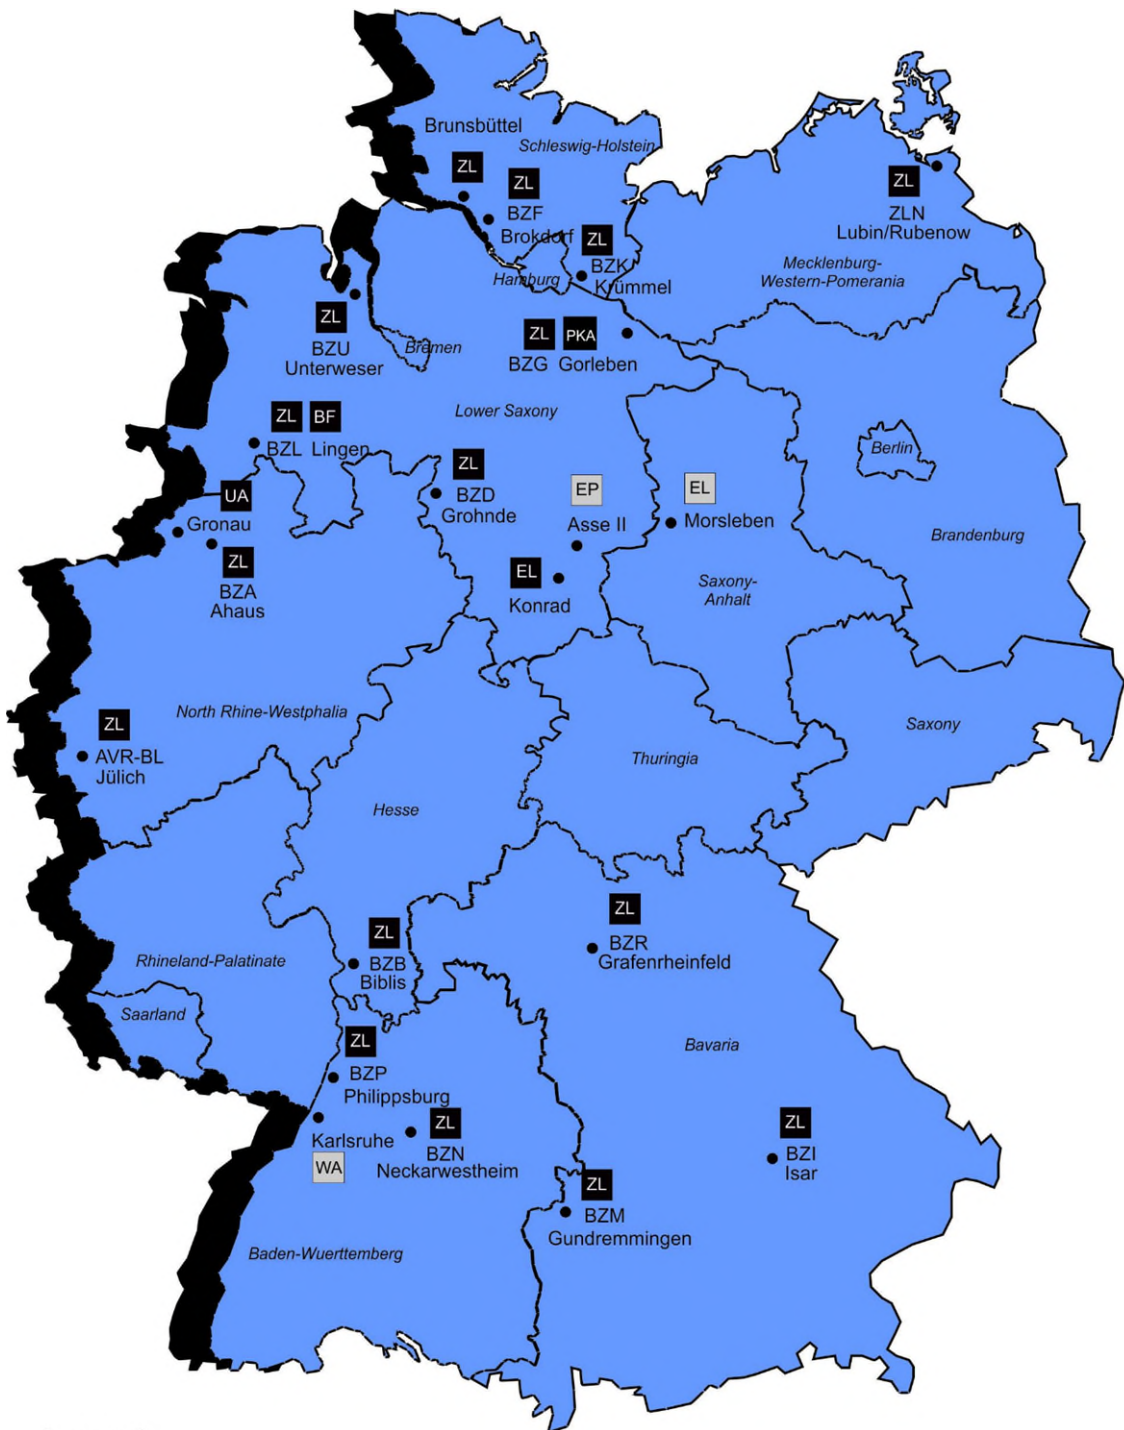 Brunsbüttel
Schleswig-Holstein
ZL
ZL
BZF
Brokdorf
ZL
ZLN
Lubin/Rubenow
ZL
BZK
Krümmel
Hamburg
Mecklenburg-
Western-Pomerania
ZL
BZU
Unterweser
Bremen
ZL PKA
BZG Gorleben
Lower Saxony
ZL BF
BZL Lingen
Berlin
ZL
BZD
Grohnde
EP
Asse II
EL
Morsleben
UA
Gronau
Brandenburg
ZL
BZA
Ahaus
EL
Konrad
Saxony-
Anhalt
North Rhine-Westphalia
ZL
AVR-BL
Jülich
Saxony
Thuringia
Hesse
ZL
BZR
Grafenrheinfeld
ZL
BZB
Biblis
Rhineland-Palatinate
Saarland
ZL
BZP
Philippsburg
Bavaria
Karlsruhe
WA
ZL
BZN
Neckarwestheim
ZL
BZI
Isar
ZL
BZM
Gundremmingen
Baden-Wuerttemberg